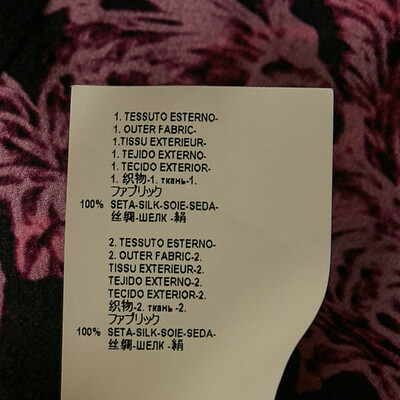 1. TESSUTO ESTERNO-
1. OUTER FABRIC-
1.TISSU EXTERIEUR-
1. TEJIDO EXTERNO-
1. TECIDO EXTERIOR-
1. 织物-1. ткань-1.
ファブリック
100% SETA-SILK-SOIE-SEDA-
丝绸-ШЕЛК -絹
2. TESSUTO ESTERNO-
2. OUTER FABRIC-2.
TISSU EXTERIEUR-2.
TEJIDO EXTERNO-2.
TECIDO EXTERIOR-2.
织物-2. ткань -2.
ファブリック
100% SETA-SILK-SOIE-SEDA-
丝绸-ШЕЛК -絹